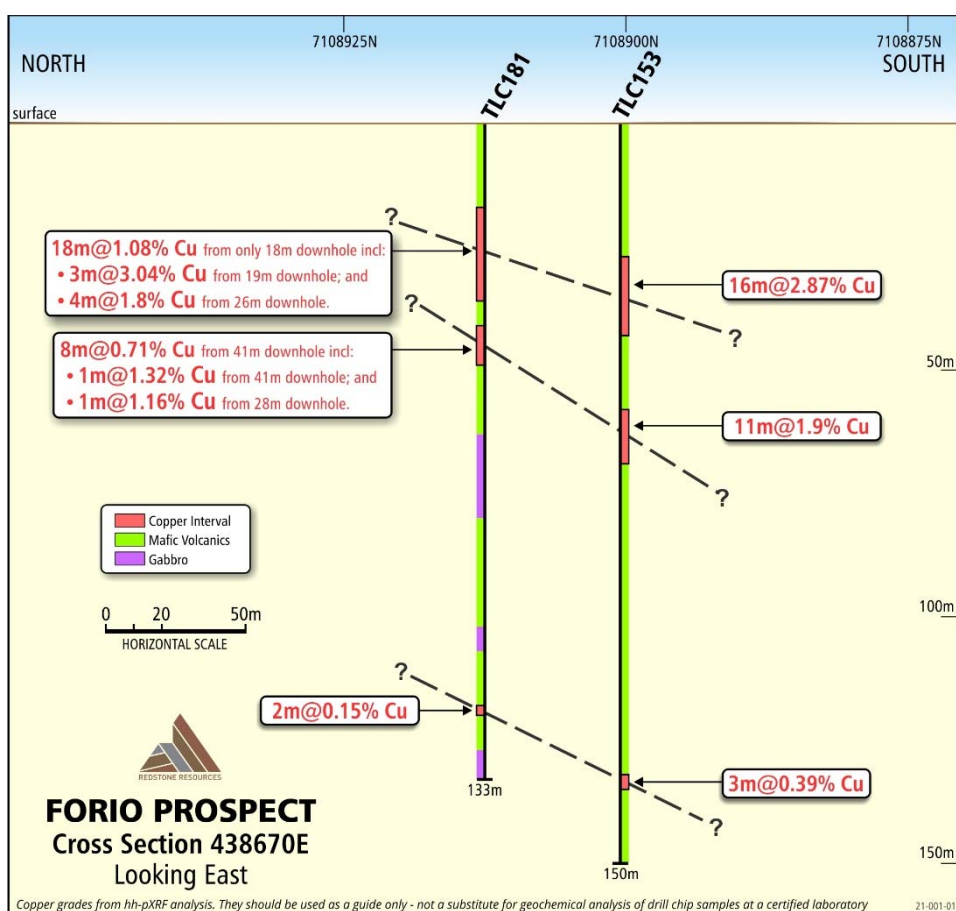 7108925N
7108900N
7108875N
NORTH
SOUTH
TLC181
TLC153
surface
?
18m@1.08% Cu from only 18m downhole incl:
• 3m@3.04% Cu from 19m downhole; and
• 4m@1.8% Cu from 26m downhole.
16m@2.87% Cu
?
?
8m@0.71% Cu from 41m downhole incl:
• 1m@1.32% Cu from 41m downhole; and
• 1m@1.16% Cu from 28m downhole.
50m
11m@1.9% Cu
?
Copper Interval
Mafic Volcanics
Gabbro
0 20 50m
HORIZONTAL SCALE
100m
?
2m@0.15% Cu
133m
3m@0.39% Cu
?
REDSTONE RESOURCES
FORIO PROSPECT
Cross Section 438670E
Looking East
150m
150m
Copper grades from hh-pXRF analysis. They should be used as a guide only - not a substitute for geochemical analysis of drill chip samples at a certified laboratory
21-001-01